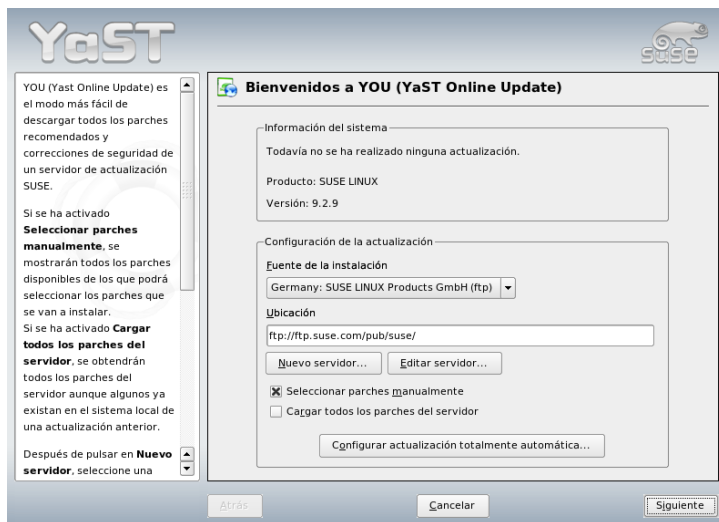 YaST
SUSE
YOU (Yast Online Update) es
el modo más fácil de
descargar todos los parches
recomendados y
correcciones de seguridad de
un servidor de actualización
SUSE.
Si se ha activado
Seleccionar parches
manualmente, se
mostrarán todos los parches
disponibles de los que podrá
seleccionar los parches que
se van a instalar.
Si se ha activado Cargar
todos los parches del
servidor, se obtendrán
todos los parches del
servidor aunque algunos ya
existan en el sistema local de
una actualización anterior.
Después de pulsar en Nuevo
servidor, seleccione una
Bienvenidos a YOU (YaST Online Update)
Información del sistema
Todavía no se ha realizado ninguna actualización.
Producto: SUSE LINUX
Versión: 9.2.9
Configuración de la actualización
Fuente de la instalación
Germany: SUSE LINUX Products GmbH (ftp)
Ubicación
ftp://ftp.suse.com/pub/suse/
Nuevo servidor... Editar servidor...
Seleccionar parches manualmente
Cargar todos los parches del servidor
Configurar actualización totalmente automática...
Atrás Cancelar Siguiente